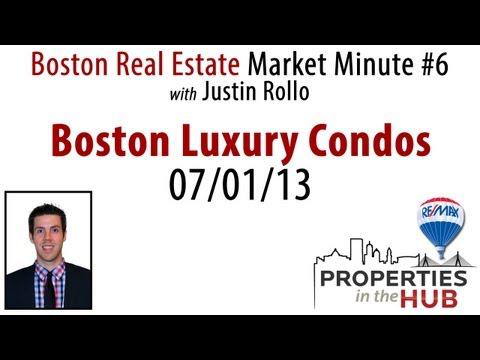 Boston Real Estate Market Minute #6
with Justin Rollo
Boston Luxury Condos
07/01/13
RE/MAX
PROPERTIES
in the HUB